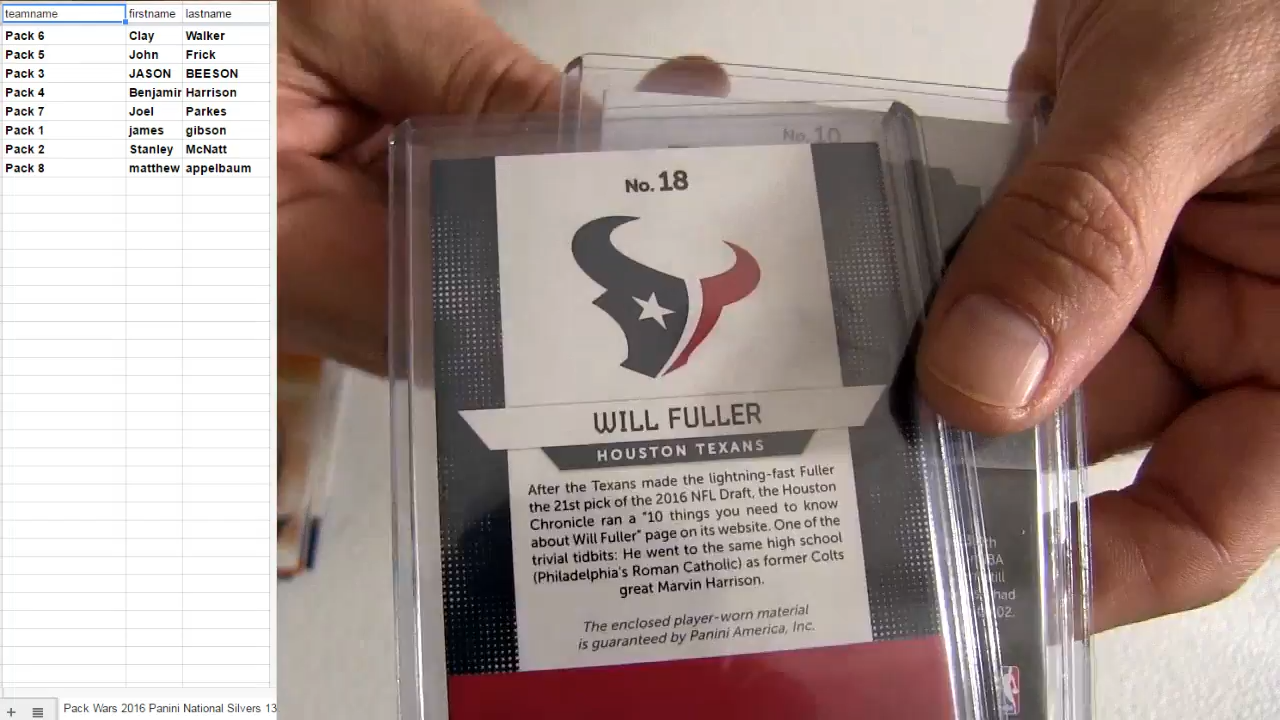 teamname firstname lastname
Pack 6 Clay Walker
Pack 5 John Frick
Pack 3 JASON BEESON
Pack 4 Benjamir Harrison
Pack 7 Joel Parkes
Pack 1 james gibson
Pack 2 Stanley McNatt
Pack 8 matthew appelbaum
Pack Wars 2016 Panini National Silvers 13
No. 10
No. 18
WILL FULLER
HOUSTON TEXANS
After the Texans made the lightning-fast Fuller
the 21st pick of the 2016 NFL Draft, the Houston
Chronicle ran a "10 things you need to know
about Will Fuller" page on its website. One of the
trivial tidbits: He went to the same high school
(Philadelphia's Roman Catholic) as former Colts
great Marvin Harrison.
The enclosed player-worn material
is guaranteed by Panini America, Inc.
had
02.